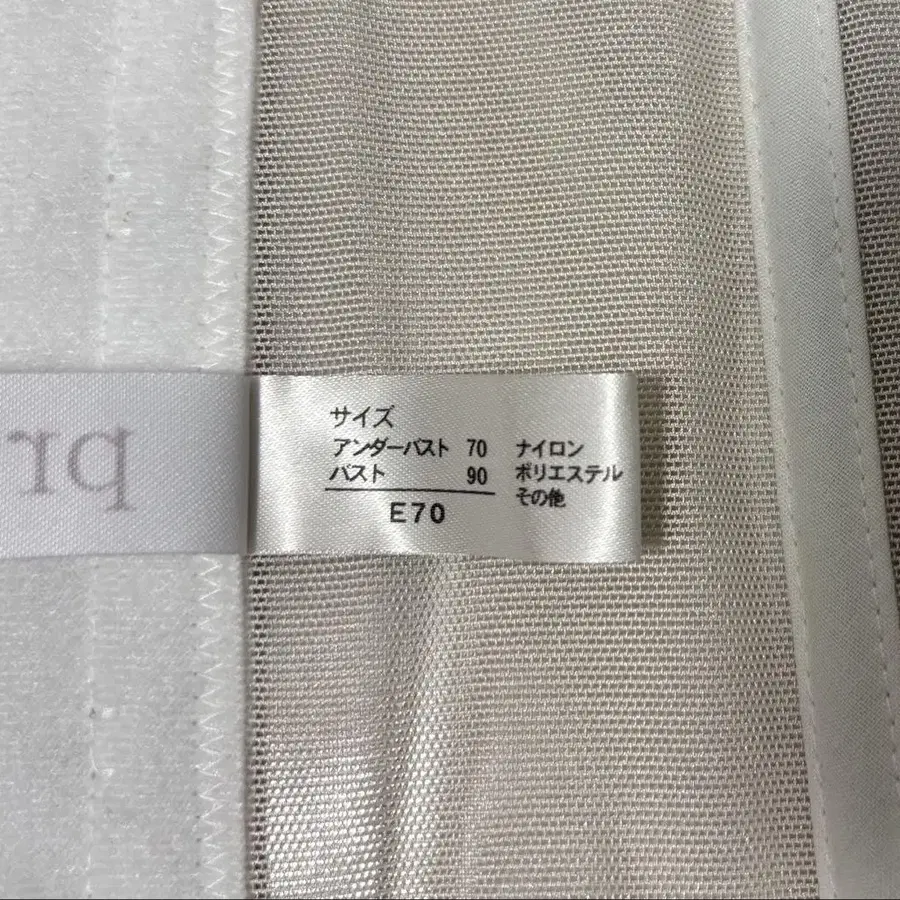 サイズ
アンダーバスト 70
バスト 90
E70
ナイロン
ポリエステル
その他
br